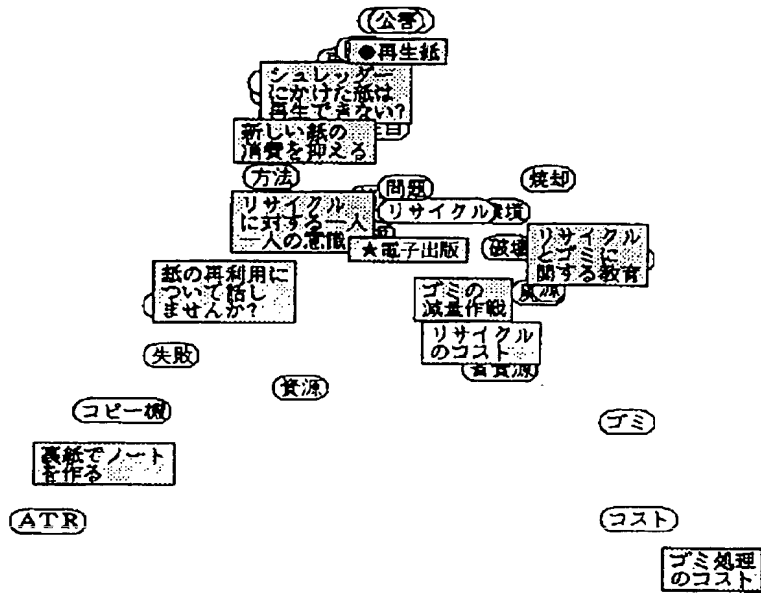 公害
●再生紙
シュレッダー
にかけた紙は
再生できない?
新しい紙の
消費を抑える
方法
問題
焼却
リサイクル
に対する一人
一人の意識
リサイクル
★電子出版
破壊
リサイクル
とゴミに
関する教育
紙の再利用に
ついて話し
ませんか?
ゴミの
減量作戦
リサイクル
のコスト
省資源
失敗
資源
コピー機
ゴミ
裏紙でノート
を作る
ATR
コスト
ゴミ処理
のコスト